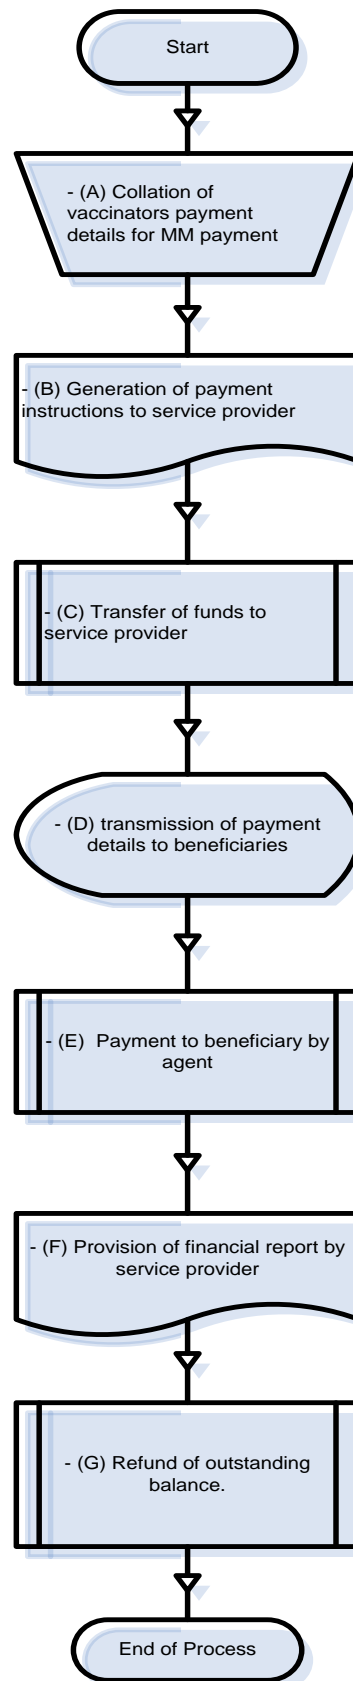 Start
- (A) Collation of
vaccinators payment
details for MM payment
- (B) Generation of payment
instructions to service provider
- (C) Transfer of funds to
service provider
- (D) transmission of payment
details to beneficiaries
- (E) Payment to beneficiary by
agent
- (F) Provision of financial report by
service provider
- (G) Refund of outstanding
balance.
End of Process